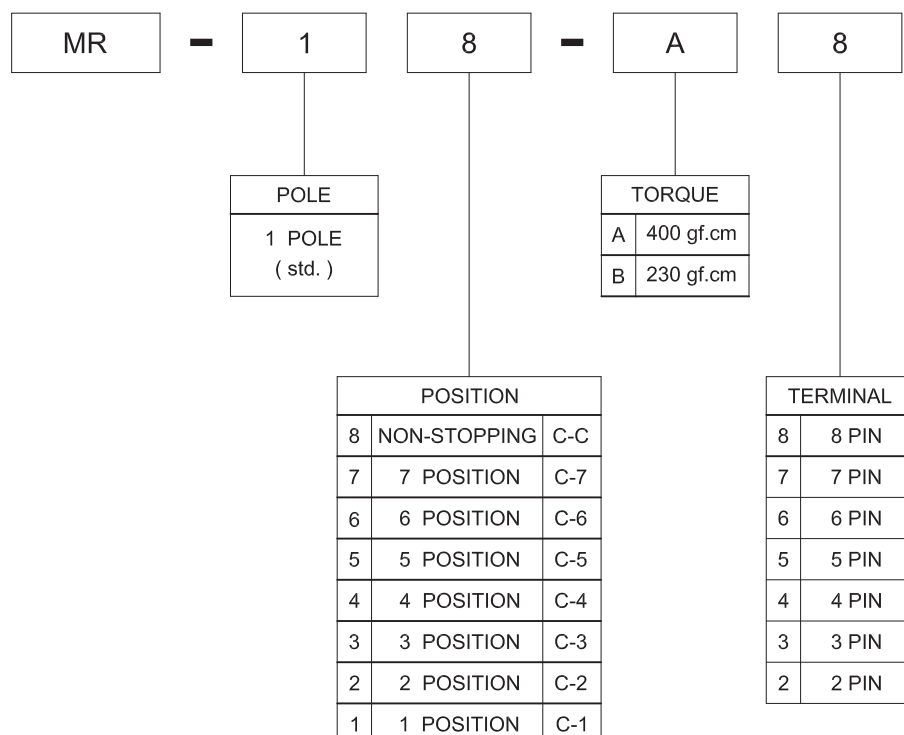 MR - 1 8 - A 8
POLE
1 POLE
( std. )
TORQUE
A 400 gf.cm
B 230 gf.cm
POSITION
8 NON-STOPPING C-C
7 7 POSITION C-7
6 6 POSITION C-6
5 5 POSITION C-5
4 4 POSITION C-4
3 3 POSITION C-3
2 2 POSITION C-2
1 1 POSITION C-1
TERMINAL
8 8 PIN
7 7 PIN
6 6 PIN
5 5 PIN
4 4 PIN
3 3 PIN
2 2 PIN